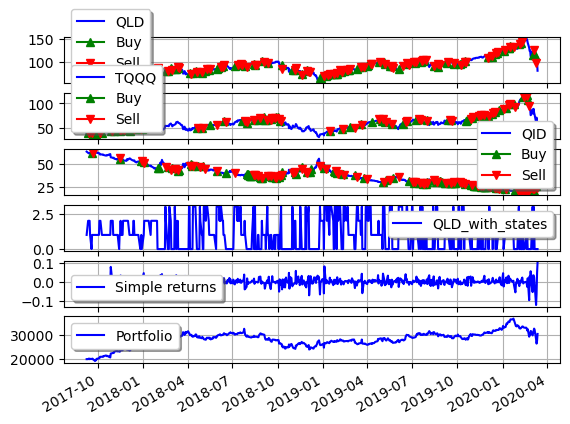 QLD
Buy
Sell
150
100
TQQQ
Buy
Sell
100
50
QID
Buy
Sell
50
25
QLD_with_states
2.5
0.0
Simple returns
0.1
0.0
−0.1
Portfolio
30000
20000
2017-10 2018-01 2018-04 2018-07 2018-10 2019-01 2019-04 2019-07 2019-10 2020-01 2020-04